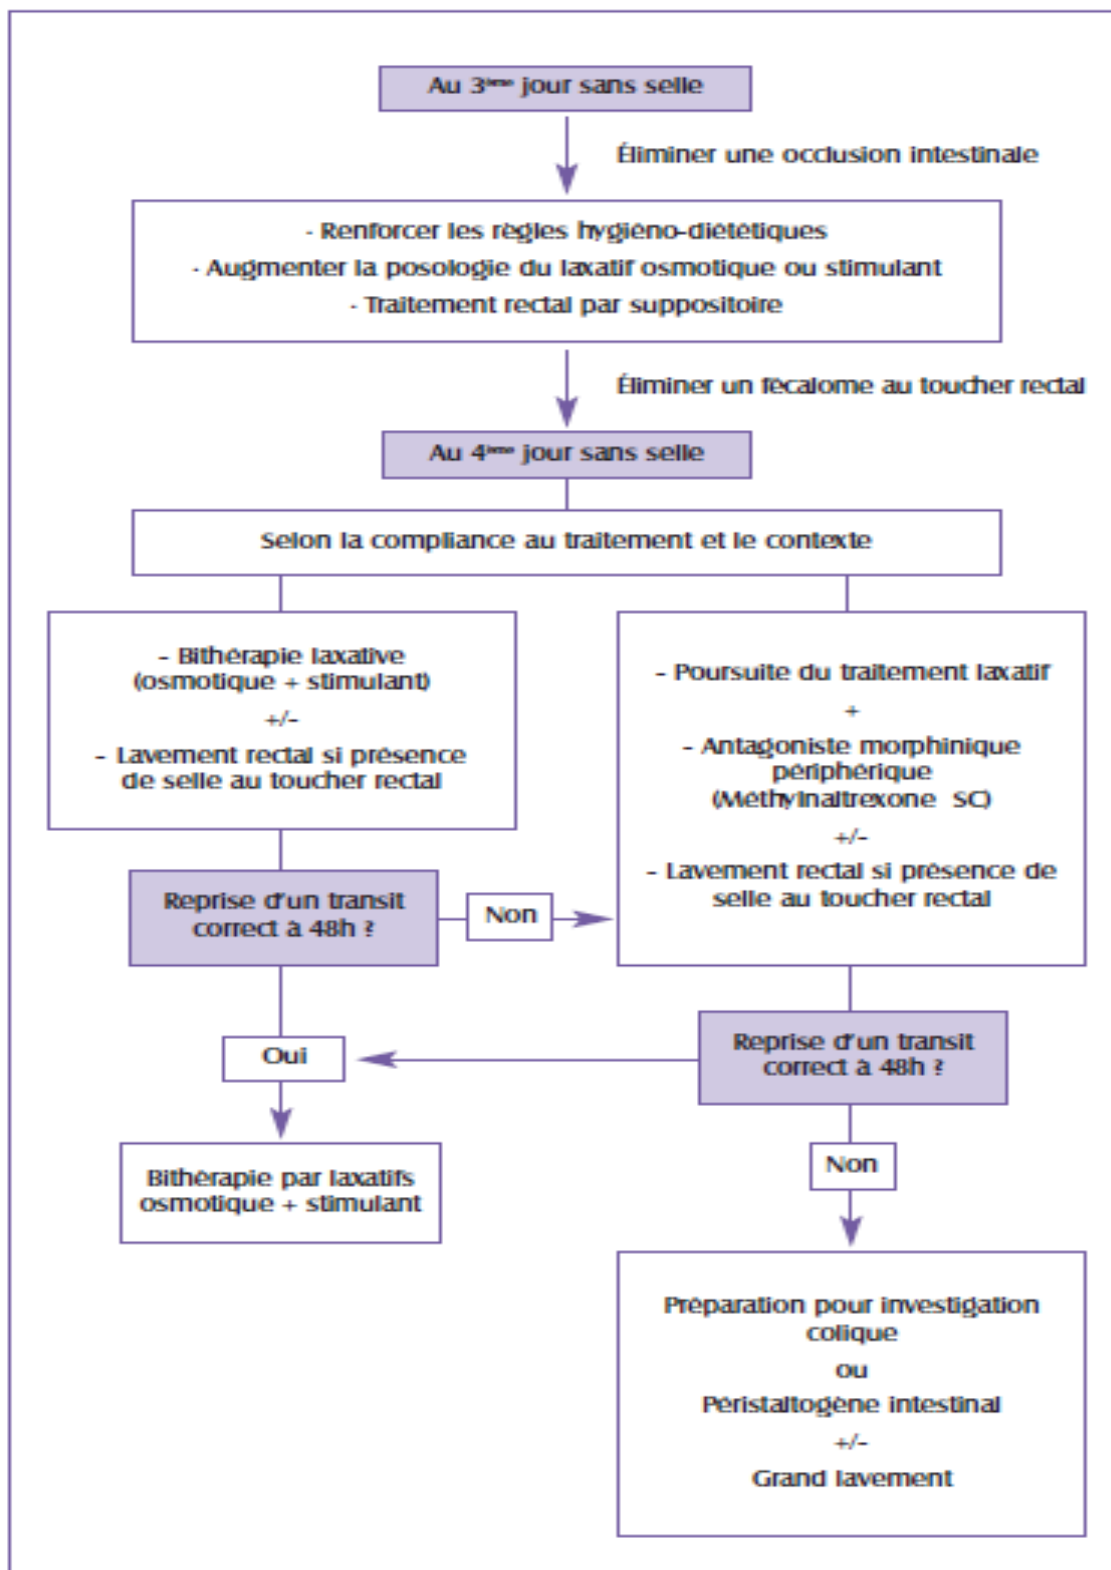 Au 3ème jour sans selle
Éliminer une occlusion intestinale
- Renforcer les règles hygiéno-diététiques
- Augmenter la posologie du laxatif osmotique ou stimulant
- Traitement rectal par suppositoire
Éliminer un fécalome au toucher rectal
Au 4ème jour sans selle
Selon la compliance au traitement et le contexte
- Bithérapie laxative
(osmotique + stimulant)
+/-
- Lavement rectal si présence
de selle au toucher rectal
- Poursuite du traitement laxatif
+
- Antagoniste morphinique
périphérique
(Méthylnaltrexone SC)
+/-
- Lavement rectal si présence de
selle au toucher rectal
Reprise d'un transit
correct à 48h ?
Non
Oui
Reprise d'un transit
correct à 48h ?
Bithérapie par laxatifs
osmotique + stimulant
Non
Préparation pour investigation
colique
ou
Péristaltogène intestinal
+/-
Grand lavement